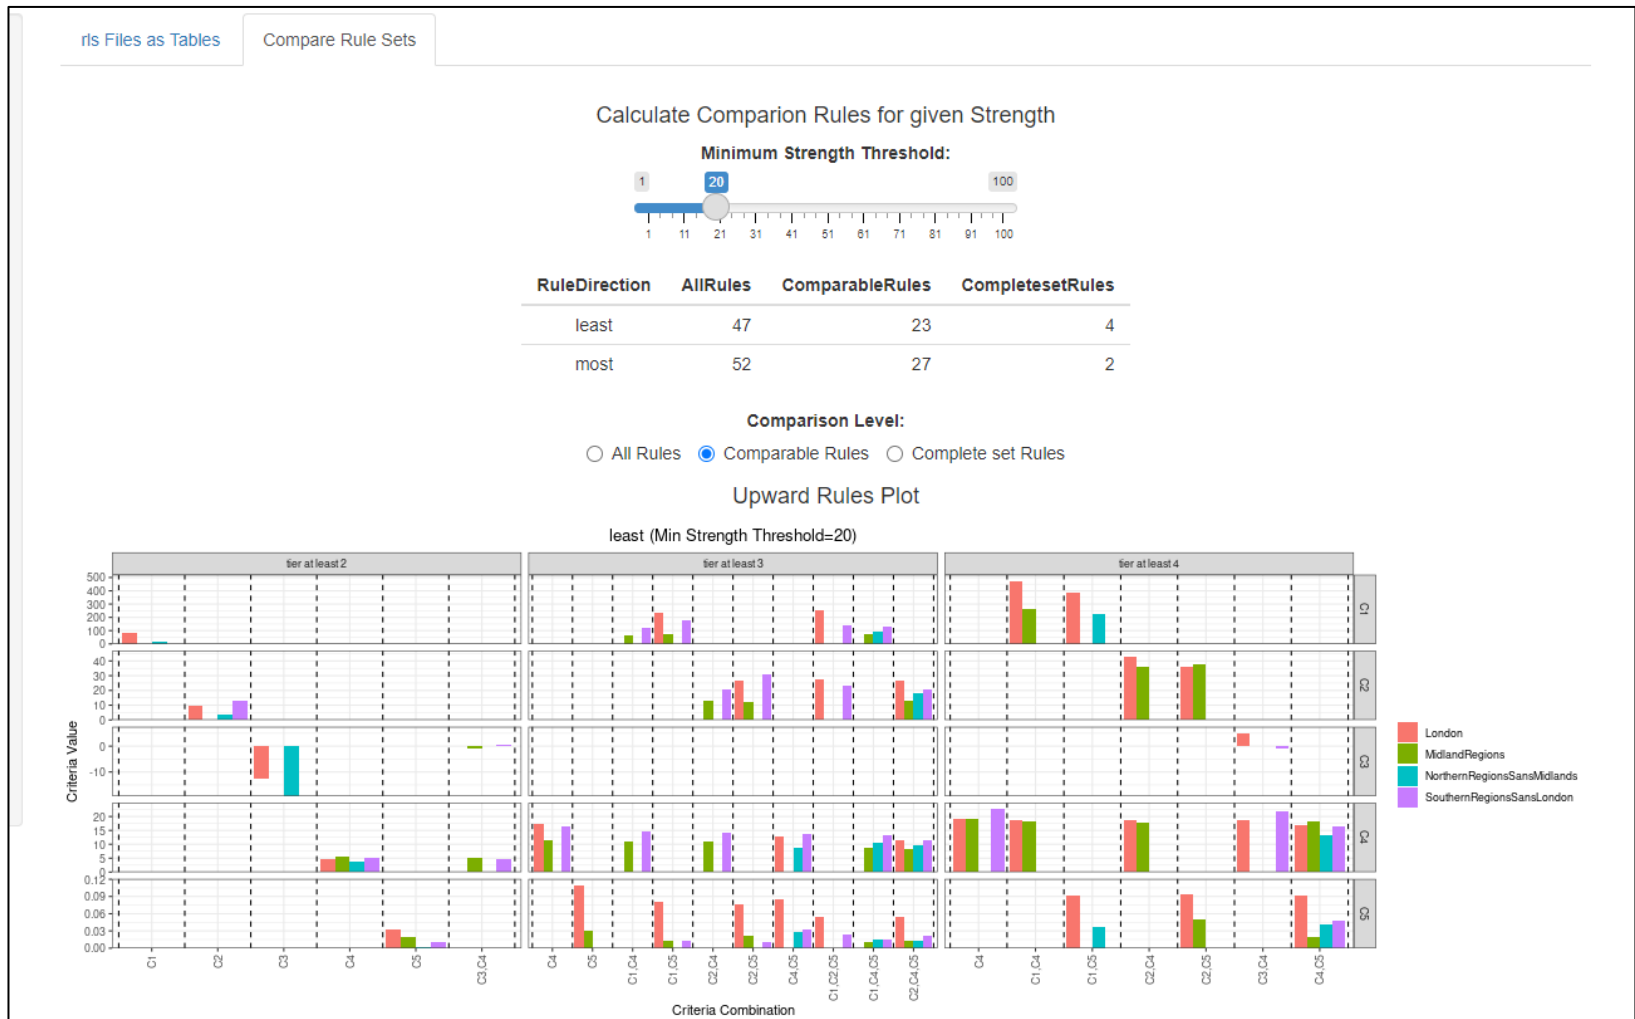 rls Files as Tables Compare Rule Sets
Calculate Comparion Rules for given Strength
Minimum Strength Threshold:
1 20 100
1 11 21 31 41 51 61 71 81 91 100
RuleDirection AllRules ComparableRules CompletesetRules
least 47 23 4
most 52 27 2
Comparison Level:
All Rules Comparable Rules Complete set Rules
Upward Rules Plot
least (Min Strength Threshold=20)
tier at least 2 tier at least 3 tier at least 4
500
400
300
200
100
0
C1
40
30
20
10
0
C2
0
-10
C3
20
15
10
5
0
C4
0.12
0.09
0.06
0.03
0.00
C5
Criteria Value
C1 C2 C3 C4 C5 C3,C4 C4 C5 C1,C4 C1,C5 C2,C4 C2,C5 C4,C5 C1,C2,C5 C1,C4,C5 C2,C4,C5 C4 C1,C4 C1,C5 C2,C4 C2,C5 C3,C4 C4,C5
Criteria Combination
London
MidlandRegions
NorthernRegionsSansMidlands
SouthernRegionsSansLondon